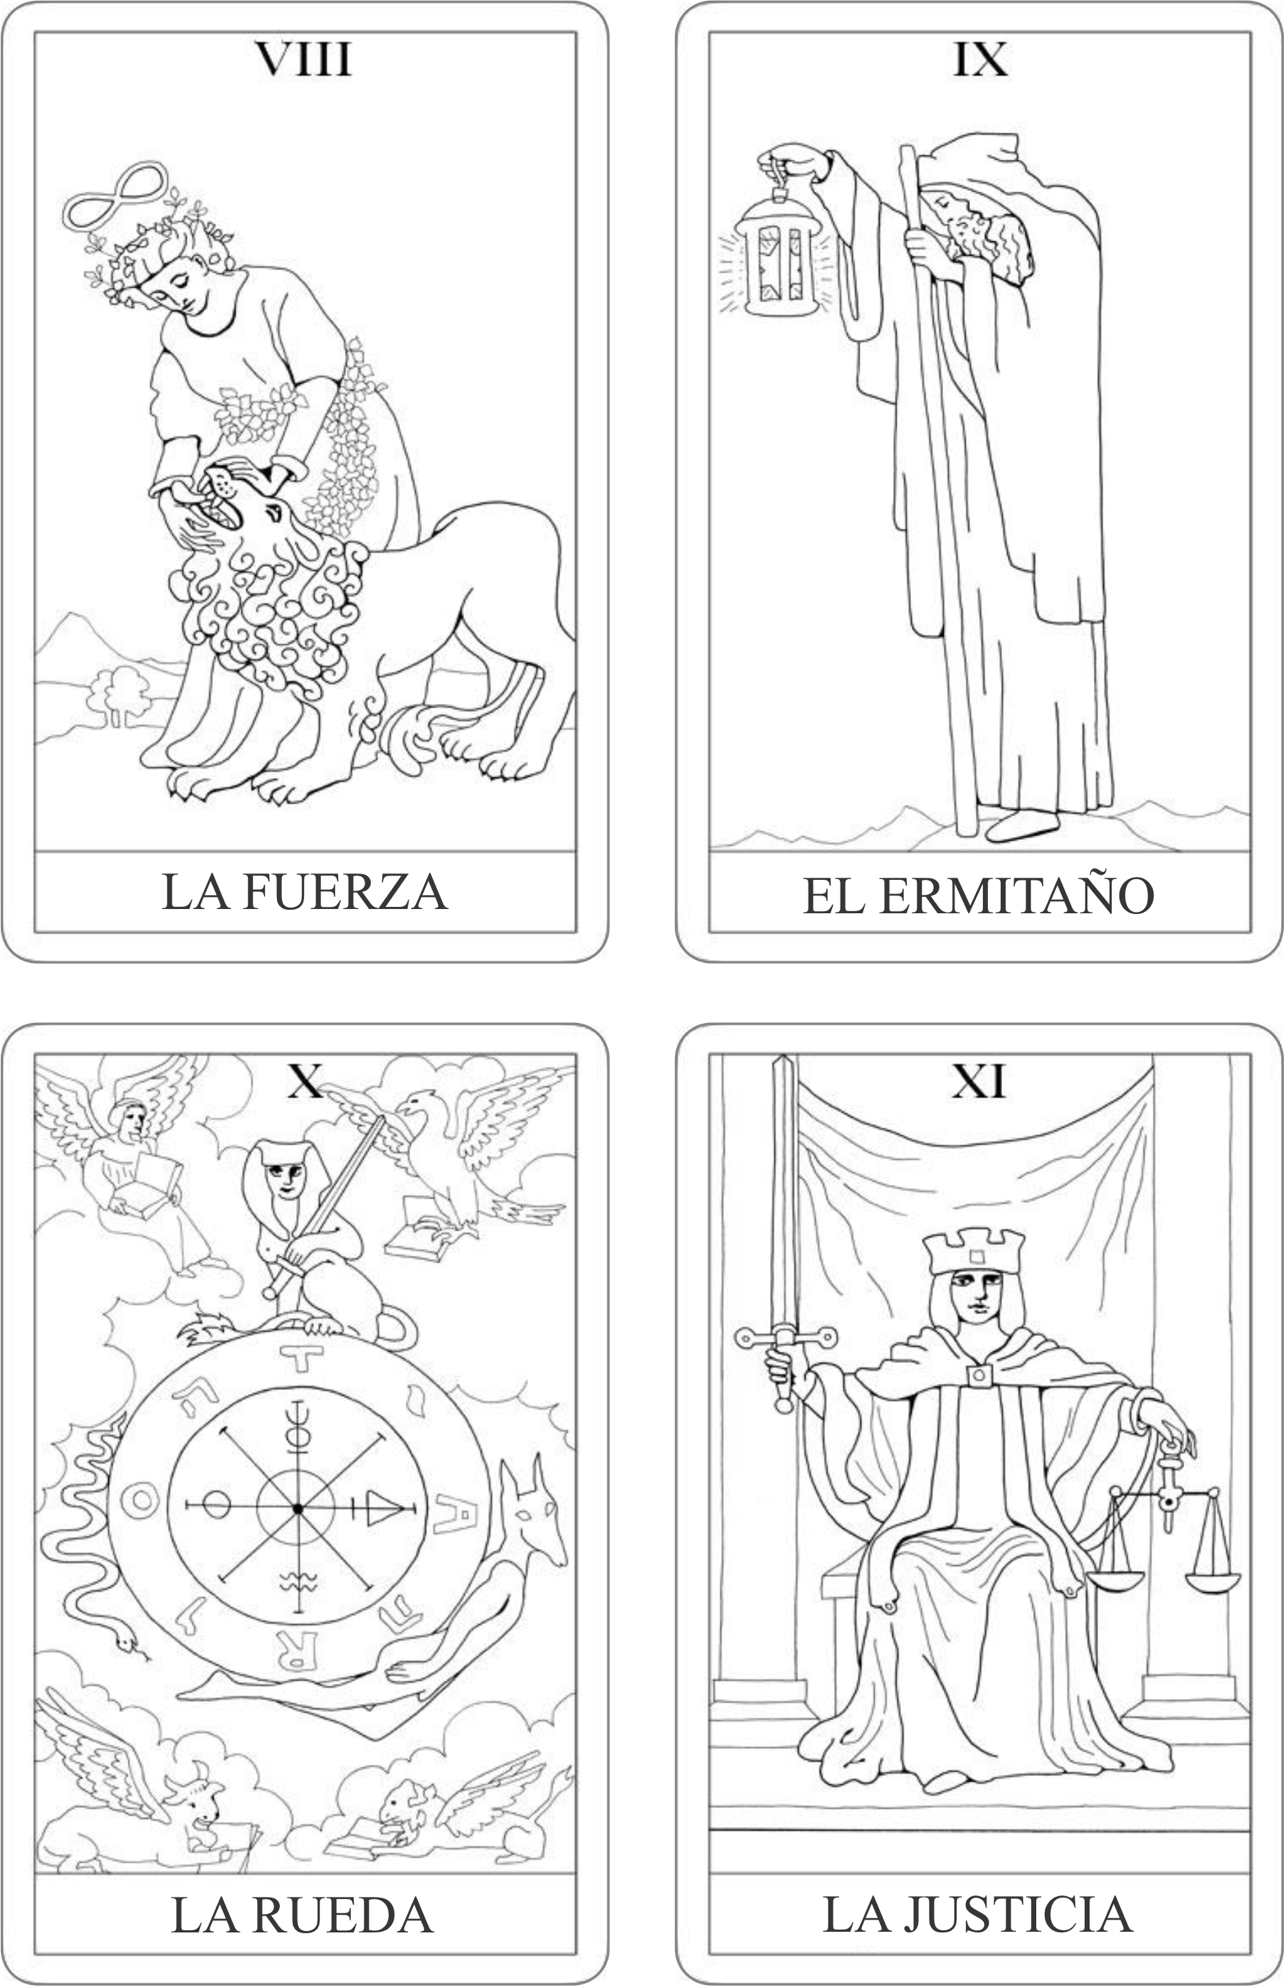 VIII
LA FUERZA
IX
EL ERMITAÑO
X
T
A
R
O
י
ה
ו
ה
LA RUEDA
XI
LA JUSTICIA